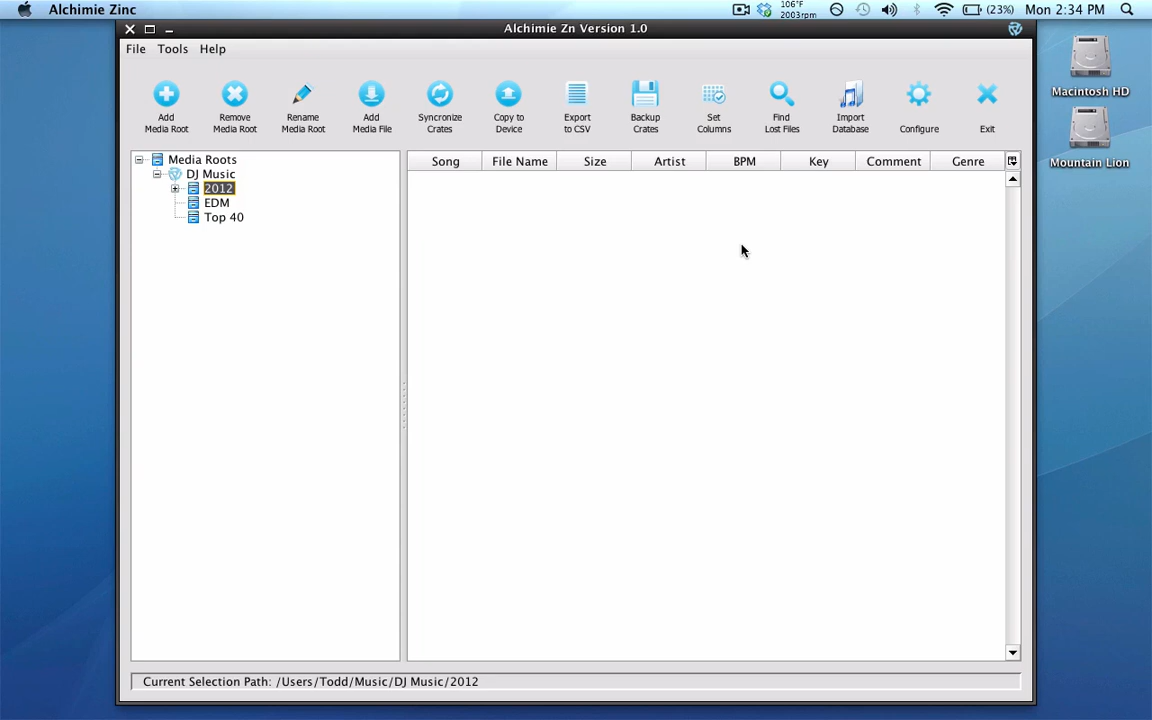 Alchimie Zinc
106°F
2003rpm
(23%) Mon 2:34 PM
Alchimie Zn Version 1.0
File Tools Help
Add
Media Root
Remove
Media Root
Rename
Media Root
Add
Media File
Syncronize
Crates
Copy to
Device
Export
to CSV
Backup
Crates
Set
Columns
Find
Lost Files
Import
Database
Configure
Exit
Media Roots
DJ Music
2012
EDM
Top 40
Song File Name Size Artist BPM Key Comment Genre
Current Selection Path: /Users/Todd/Music/DJ Music/2012
Macintosh HD
Mountain Lion